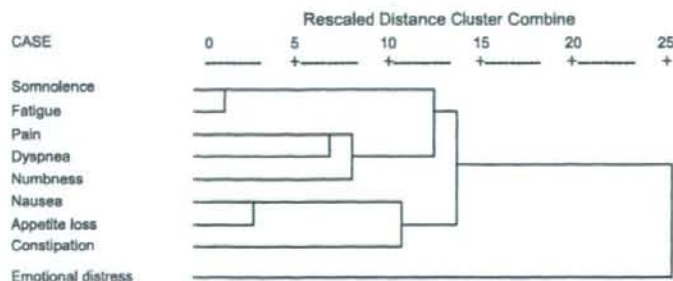 Rescaled Distance Cluster Combine
CASE 0 5 10 15 20 25
Somnolence
Fatigue
Pain
Dyspnea
Numbness
Nausea
Appetite loss
Constipation
Emotional distress